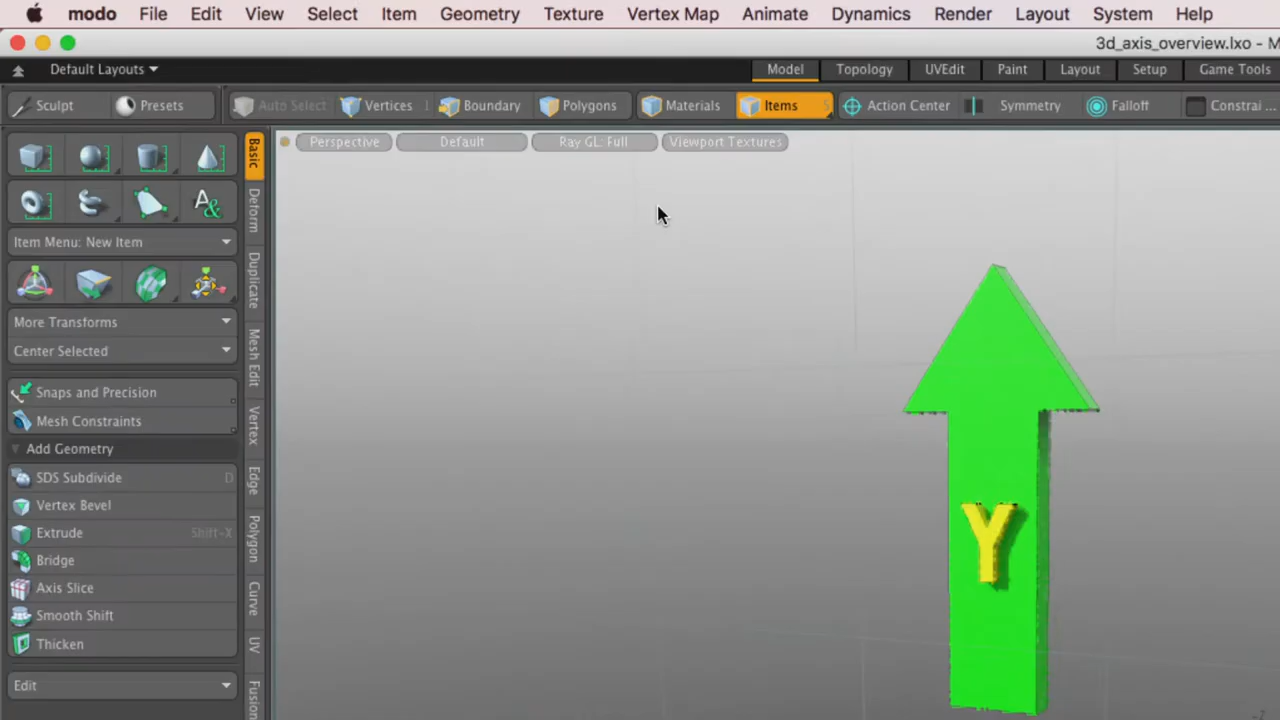 modo File Edit View Select Item Geometry Texture Vertex Map Animate Dynamics Render Layout System Help
3d_axis_overview.lxo - M
Default Layouts Model Topology UVEdit Paint Layout Setup Game Tools
Sculpt Presets Auto Select Vertices 1 Boundary Polygons Materials Items 5 Action Center Symmetry Falloff Constrai ...
Perspective Default Ray GL: Full Viewport Textures
Basic
Deform
Duplicate
Mesh Edit
Vertex
Edge
Polygon
Curve
UV
Fusion
A&
Item Menu: New Item
More Transforms
Center Selected
Snaps and Precision
Mesh Constraints
Add Geometry
SDS Subdivide D
Vertex Bevel
Extrude Shift-X
Bridge
Axis Slice
Smooth Shift
Thicken
Edit
Y